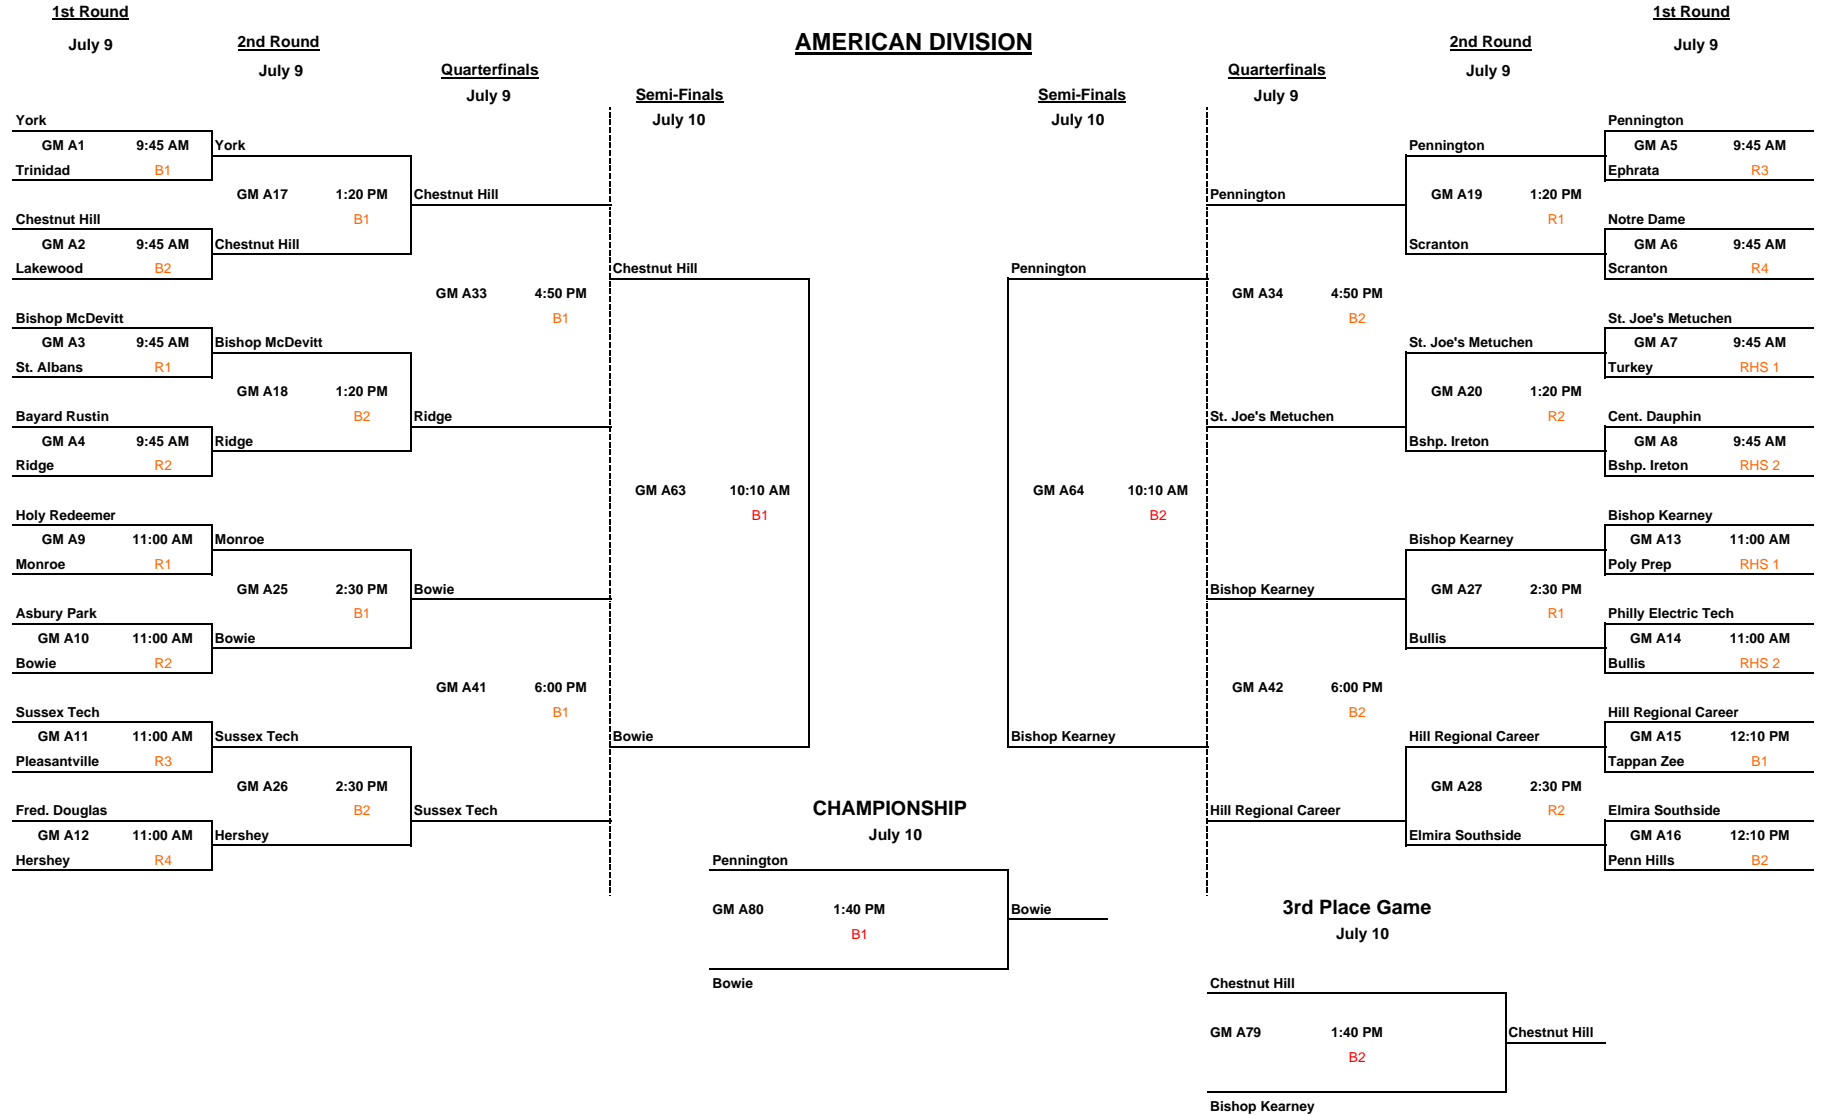 1st Round
July 9
2nd Round
July 9
Quarterfinals
July 9
Semi-Finals
July 10
AMERICAN DIVISION
Semi-Finals
July 10
Quarterfinals
July 9
2nd Round
July 9
1st Round
July 9
York
GM A1 9:45 AM
Trinidad B1
Chestnut Hill
GM A2 9:45 AM
Lakewood B2
Bishop McDevitt
GM A3 9:45 AM
St. Albans R1
Bayard Rustin
GM A4 9:45 AM
Ridge R2
Holy Redeemer
GM A9 11:00 AM
Monroe R1
Asbury Park
GM A10 11:00 AM
Bowie R2
Sussex Tech
GM A11 11:00 AM
Pleasantville R3
Fred. Douglas
GM A12 11:00 AM
Hershey R4
York
GM A17 1:20 PM
B1
Chestnut Hill
Bishop McDevitt
GM A18 1:20 PM
B2
Ridge
Monroe
GM A25 2:30 PM
B1
Bowie
Sussex Tech
GM A26 2:30 PM
B2
Hershey
Chestnut Hill
GM A33 4:50 PM
B1
Ridge
Bowie
GM A41 6:00 PM
B1
Sussex Tech
Chestnut Hill
GM A63 10:10 AM
B1
Bowie
Pennington
GM A64 10:10 AM
B2
Bishop Kearney
Pennington
GM A34 4:50 PM
B2
St. Joe's Metuchen
Bishop Kearney
GM A42 6:00 PM
B2
Hill Regional Career
Pennington
GM A19 1:20 PM
R1
Scranton
St. Joe's Metuchen
GM A20 1:20 PM
R2
Bshp. Ireton
Bishop Kearney
GM A27 2:30 PM
R1
Bullis
Hill Regional Career
GM A28 2:30 PM
R2
Elmira Southside
Pennington
GM A5 9:45 AM
Ephrata R3
Notre Dame
GM A6 9:45 AM
Scranton R4
St. Joe's Metuchen
GM A7 9:45 AM
Turkey RHS 1
Cent. Dauphin
GM A8 9:45 AM
Bshp. Ireton RHS 2
Bishop Kearney
GM A13 11:00 AM
Poly Prep RHS 1
Philly Electric Tech
GM A14 11:00 AM
Bullis RHS 2
Hill Regional Career
GM A15 12:10 PM
Tappan Zee B1
Elmira Southside
GM A16 12:10 PM
Penn Hills B2
CHAMPIONSHIP
July 10
Pennington
GM A80 1:40 PM
B1
Bowie
Bowie
3rd Place Game
July 10
Chestnut Hill
GM A79 1:40 PM
B2
Chestnut Hill
Bishop Kearney